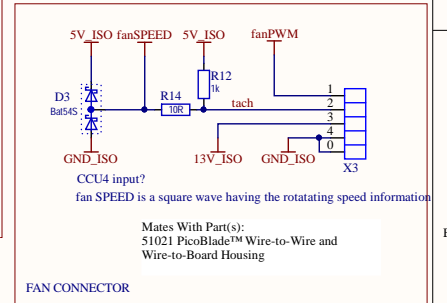 5V_ISO fanSPEED 5V_ISO fanPWM
R12
1k
D3
Bat54S
R14
10R
tach
1
2
3
4
0
X3
GND_ISO 13V_ISO GND_ISO
CCU4 input?
fan SPEED is a square wave having the rotatating speed information
Mates With Part(s):
51021 PicoBlade™ Wire-to-Wire and
Wire-to-Board Housing
FAN CONNECTOR